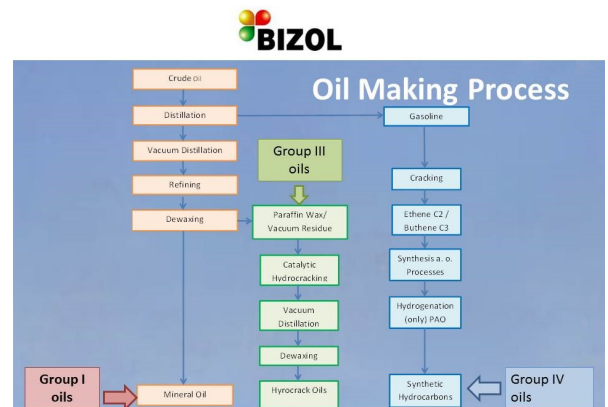 BIZOL
Oil Making Process
Crude Oil
Distillation
Vacuum Distillation
Refining
Dewaxing
Mineral Oil
Group I
oils
Group III
oils
Paraffin Wax/
Vacuum Residue
Catalytic
Hydrocracking
Vacuum
Distillation
Dewaxing
Hyrocrack Oils
Gasoline
Cracking
Ethene C2 /
Buthene C3
Synthesis a. o.
Processes
Hydrogenation
(only) PAO
Synthetic
Hydrocarbons
Group IV
oils